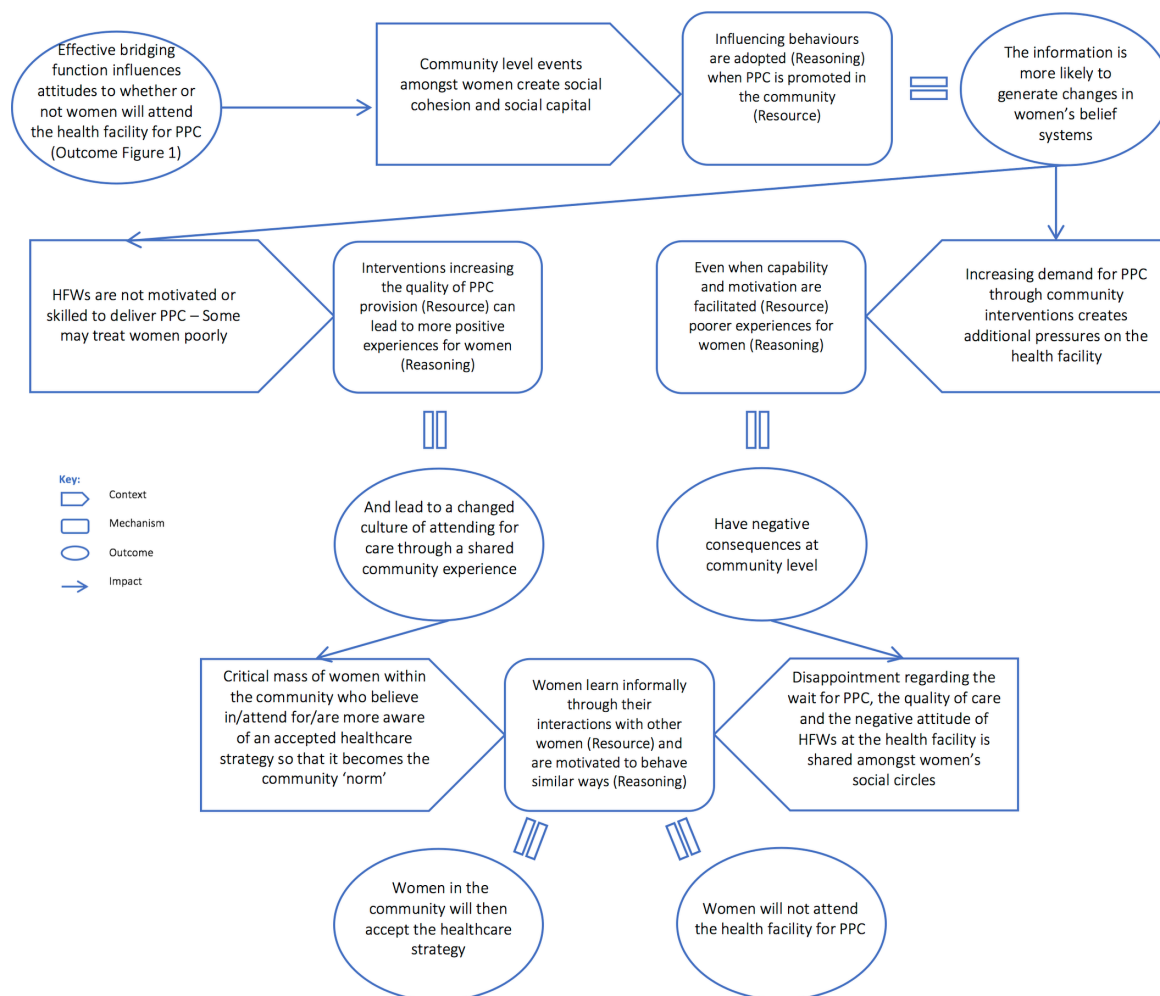 Effective bridging
function influences
attitudes to whether or
not women will attend
the health facility for PPC
(Outcome Figure 1)
Community level events
amongst women create social
cohesion and social capital
Influencing behaviours
are adopted (Reasoning)
when PPC is promoted in
the community
(Resource)
The information is
more likely to
generate changes in
women’s belief
systems
HFWs are not motivated or
skilled to deliver PPC – Some
may treat women poorly
Interventions increasing
the quality of PPC
provision (Resource) can
lead to more positive
experiences for women
(Reasoning)
Even when capability
and motivation are
facilitated (Resource)
poorer experiences for
women (Reasoning)
Increasing demand for PPC
through community
interventions creates
additional pressures on the
health facility
Key:
Context
Mechanism
Outcome
Impact
And lead to a changed
culture of attending for
care through a shared
community experience
Have negative
consequences at
community level
Critical mass of women within
the community who believe
in/attend for/are more aware
of an accepted healthcare
strategy so that it becomes the
community ‘norm’
Women learn informally
through their
interactions with other
women (Resource) and
are motivated to behave
similar ways (Reasoning)
Disappointment regarding the
wait for PPC, the quality of care
and the negative attitude of
HFWs at the health facility is
shared amongst women’s
social circles
Women in the
community will then
accept the healthcare
strategy
Women will not attend
the health facility for PPC